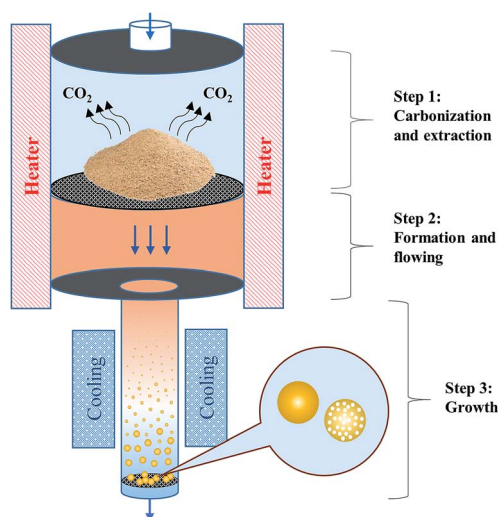 CO2
CO2
Heater
Heater
Step 1:
Carbonization
and extraction
Step 2:
Formation and
flowing
Cooling
Cooling
Step 3:
Growth